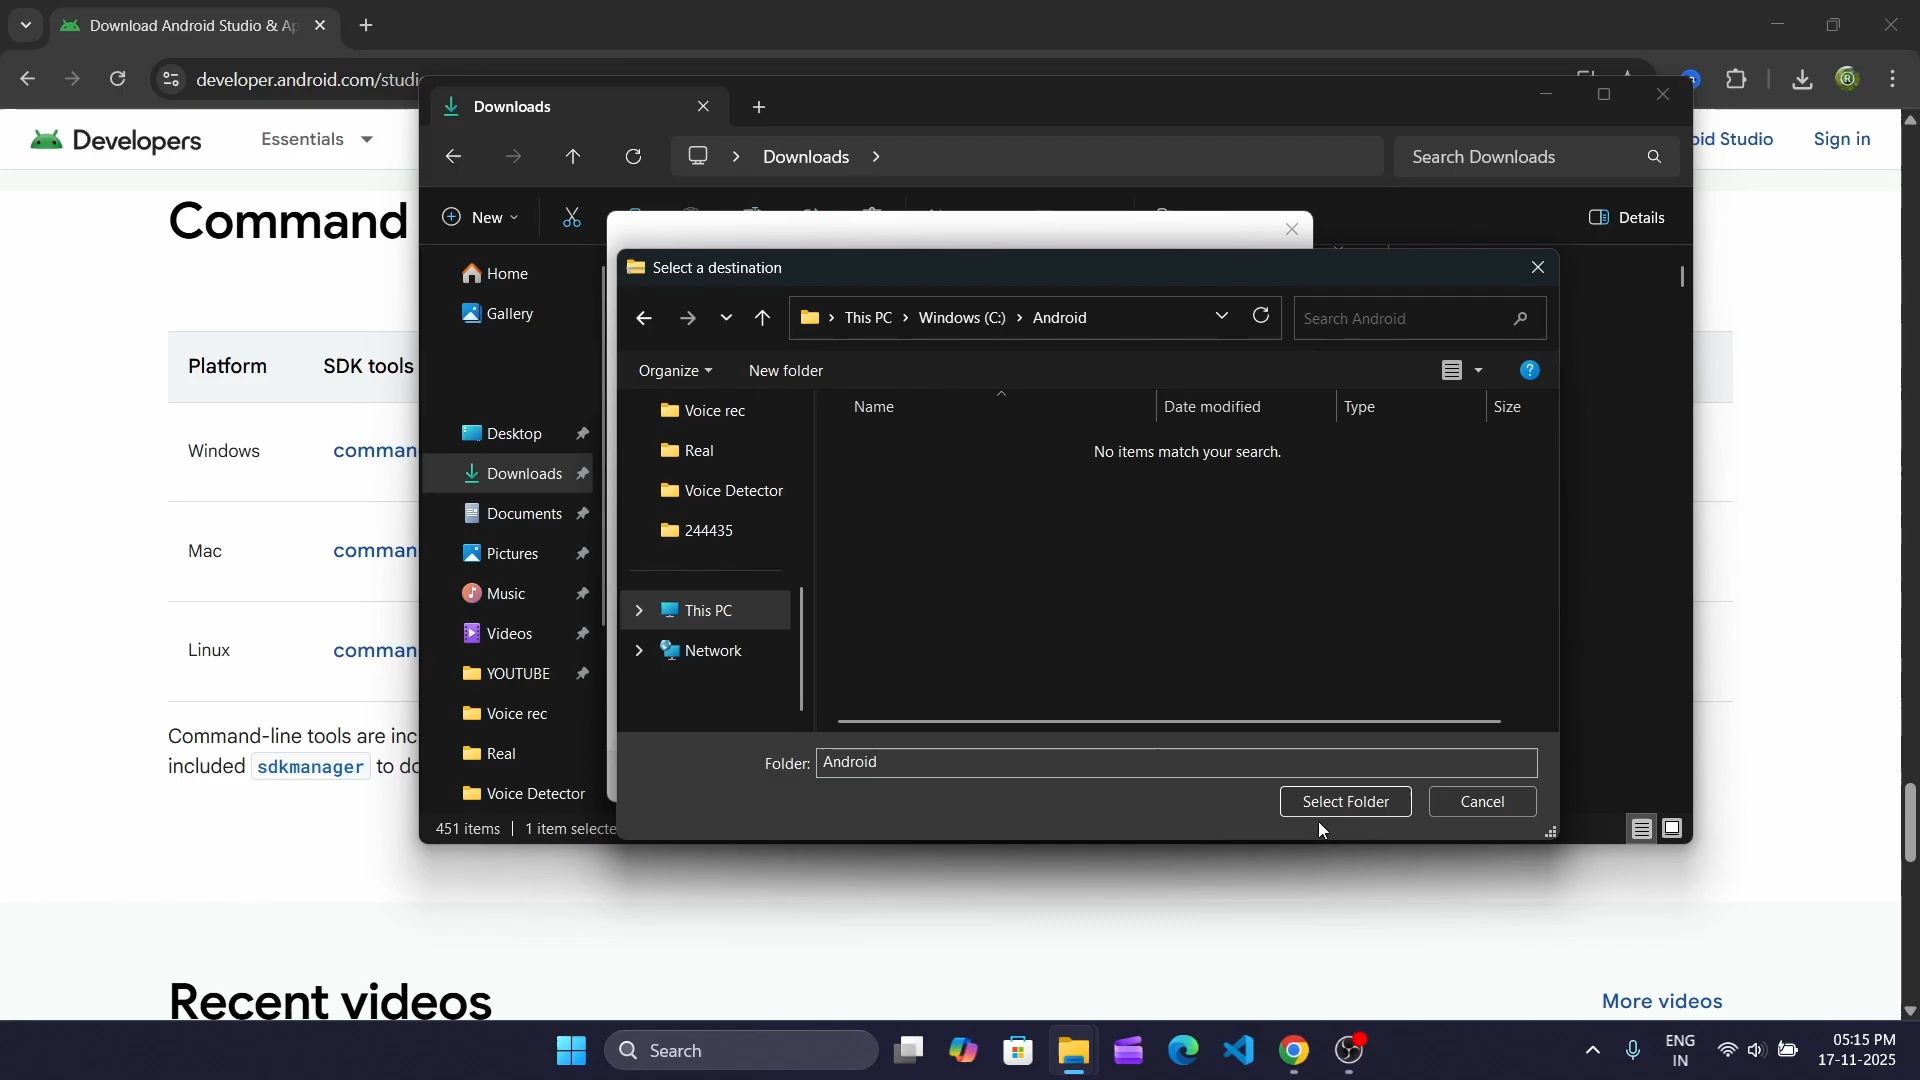 Download Android Studio & Ap
developer.android.com/studi
Developers
Essentials
oid Studio
Sign in
Downloads
Downloads
Search Downloads
New
Details
Command
Platform
SDK tools
Windows
comman
Mac
comman
Linux
comman
Command-line tools are inc
included sdkmanager to do
Recent videos
More videos
Home
Gallery
Desktop
Downloads
Documents
Pictures
Music
Videos
YOUTUBE
Voice rec
Real
Voice Detector
451 items
1 item selecte
Select a destination
This PC
Windows (C:)
Android
Search Android
Organize
New folder
?
Voice rec
Real
Voice Detector
244435
This PC
Network
Name
Date modified
Type
Size
No items match your search.
Folder:
Android
Select Folder
Cancel
Search
ENG
IN
05:15 PM
17-11-2025